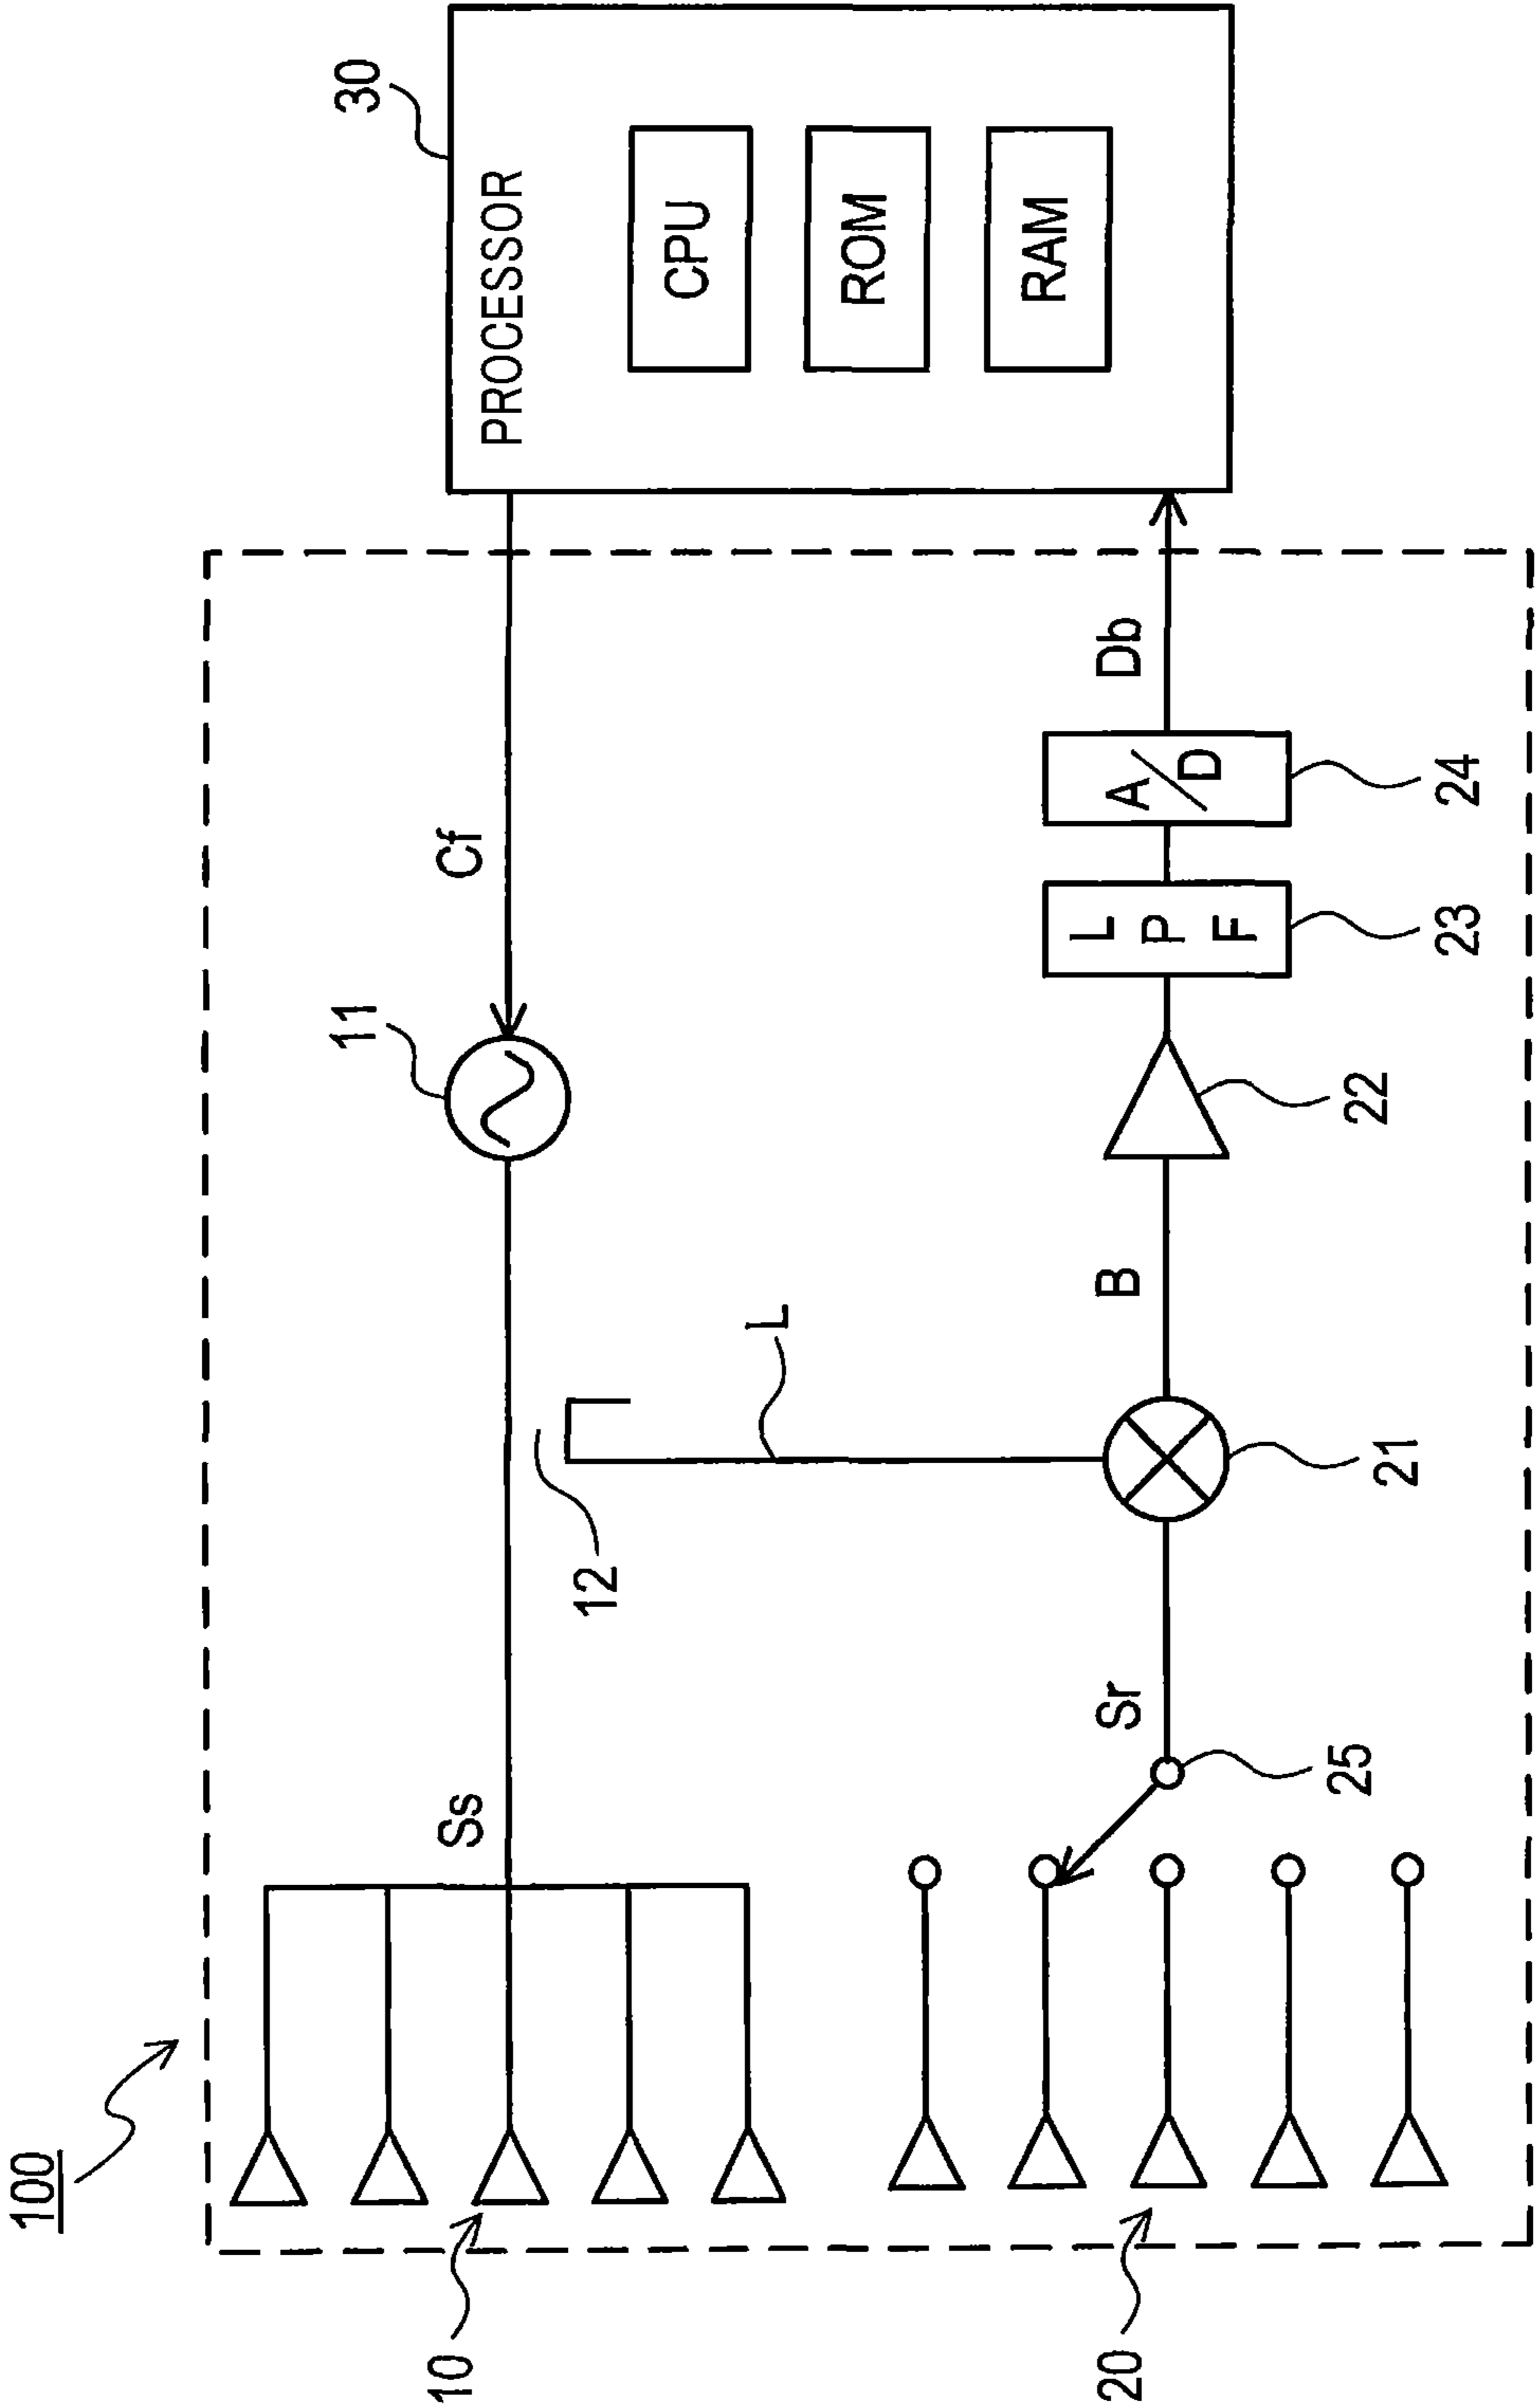 100
10
Ss
12
11
Cf
30
PROCESSOR
CPU
ROM
RAM
L
20
Sr
25
21
B
22
LPF
23
A/D
24
Db